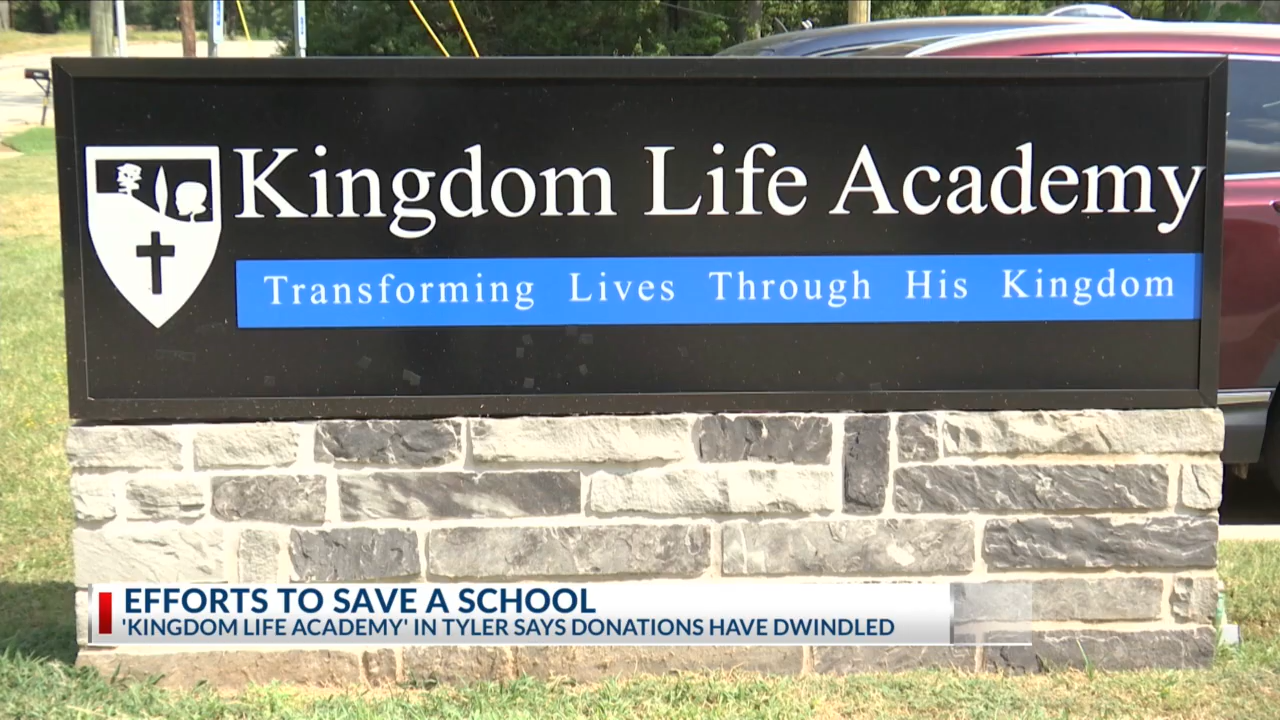 Kingdom Life Academy
Transforming Lives Through His Kingdom
EFFORTS TO SAVE A SCHOOL
'KINGDOM LIFE ACADEMY' IN TYLER SAYS DONATIONS HAVE DWINDLED